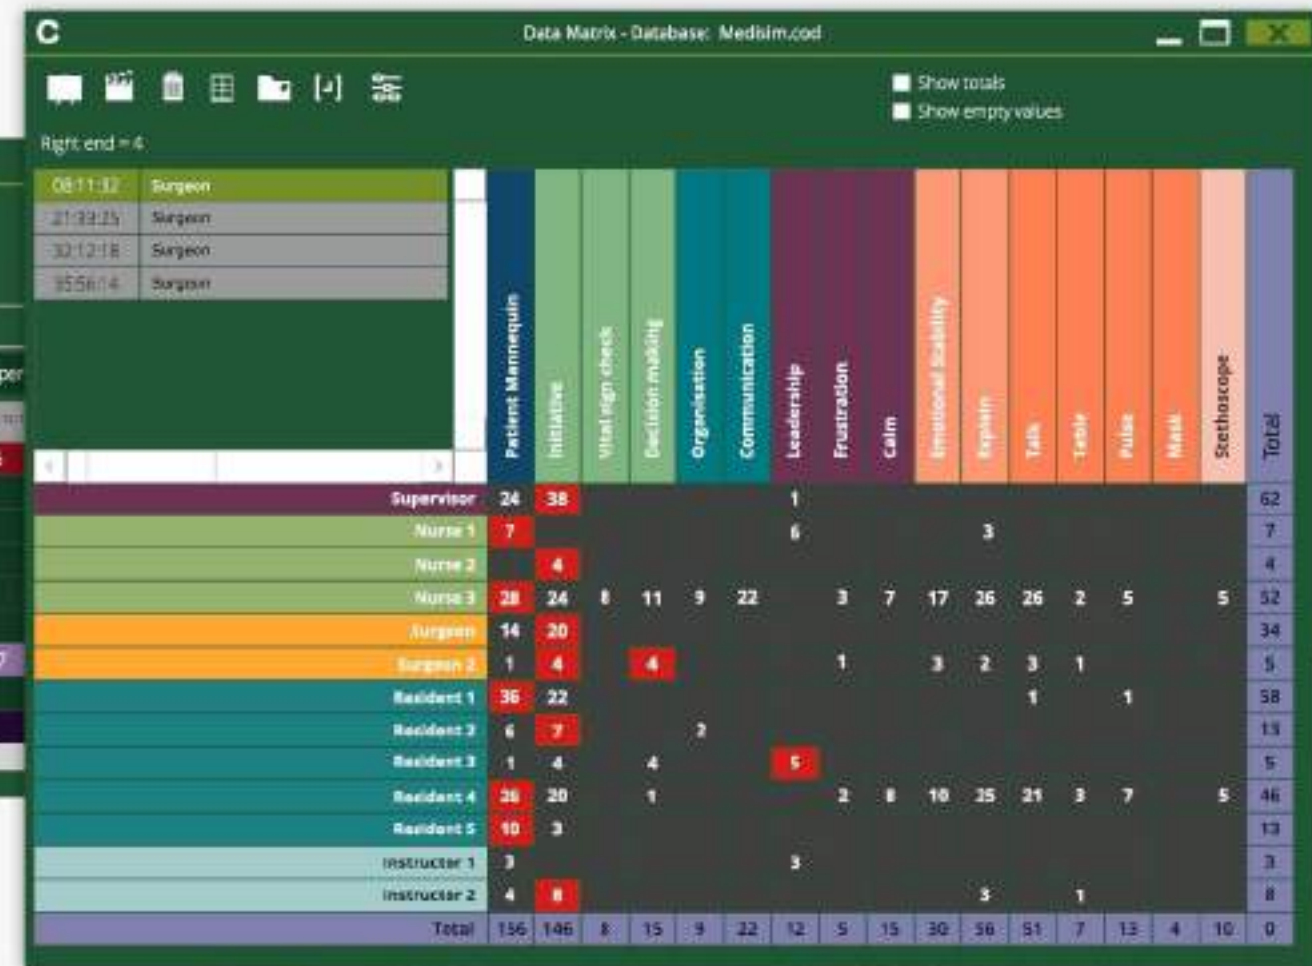 C
Data Matrix - Database: Medisim.cod
Show totals
Show empty values
Right end = 4
08:11:32 Surgeon
21:33:25 Surgeon
32:12:18 Surgeon
35:56:14 Surgeon
Patient Mannequin
Initiative
Vital sign check
Decision making
Organisation
Communication
Leadership
Frustration
Calm
Emotional Stability
Explain
Talk
Table
Pulse
Mask
Stethoscope
Total
Supervisor 24 38 1 62
Nurse 1 7 6 3 7
Nurse 2 4 4
Nurse 3 28 24 8 11 9 22 3 7 17 26 26 2 5 5 52
Surgeon 14 20 34
Surgeon 2 1 4 4 1 3 2 3 1 5
Resident 1 36 22 1 1 58
Resident 2 6 7 2 13
Resident 3 1 4 4 5 5
Resident 4 26 20 1 2 8 10 25 21 3 7 5 46
Resident 5 10 3 13
Instructor 1 3 3 3
Instructor 2 4 8 3 1 8
Total 156 146 8 15 9 22 12 5 15 30 56 51 7 13 4 10 0